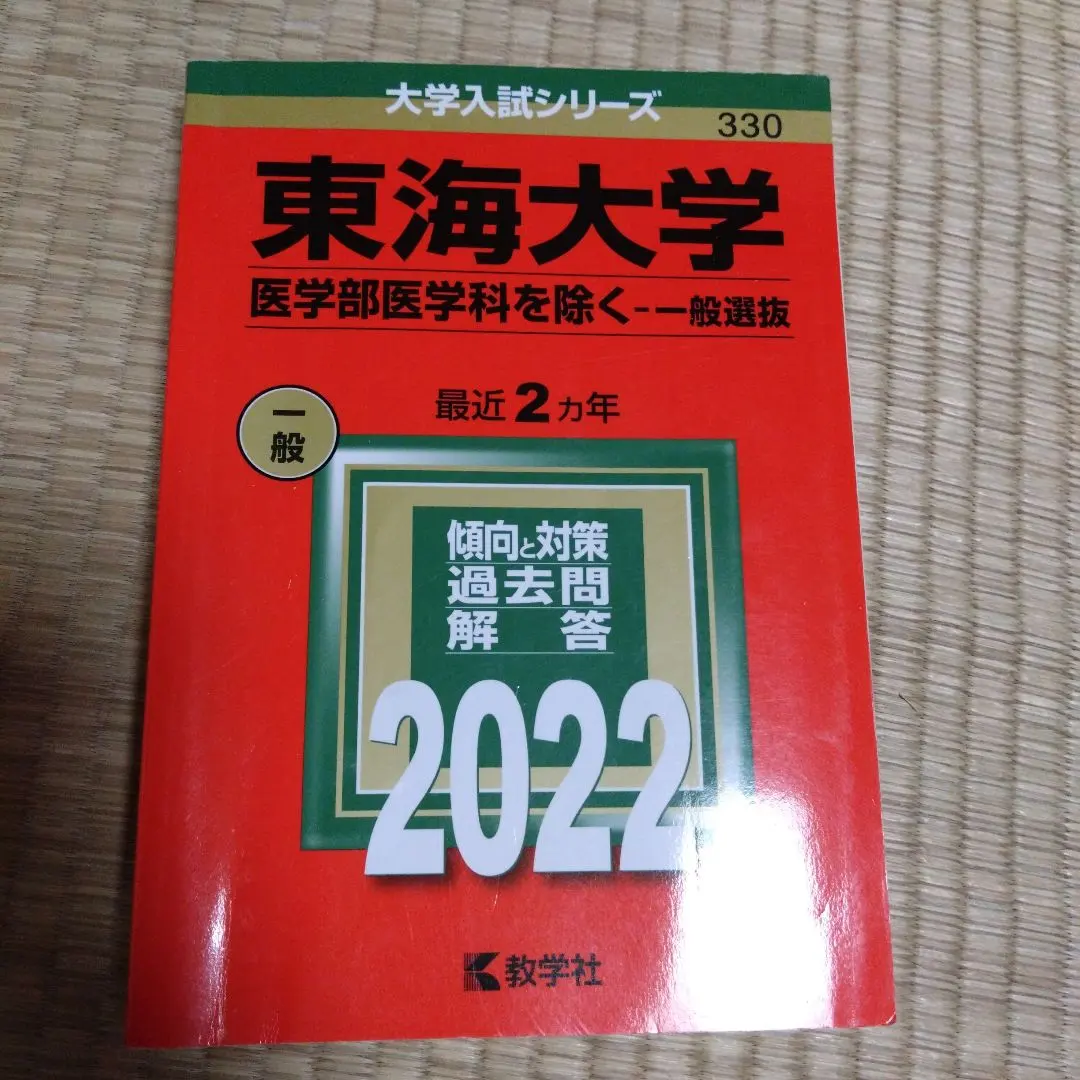 大学入試シリーズ
330
東海大学
医学部医学科を除く-一般選抜
最近2カ年
一般
傾向と対策
過去問
解答
2022
教学社